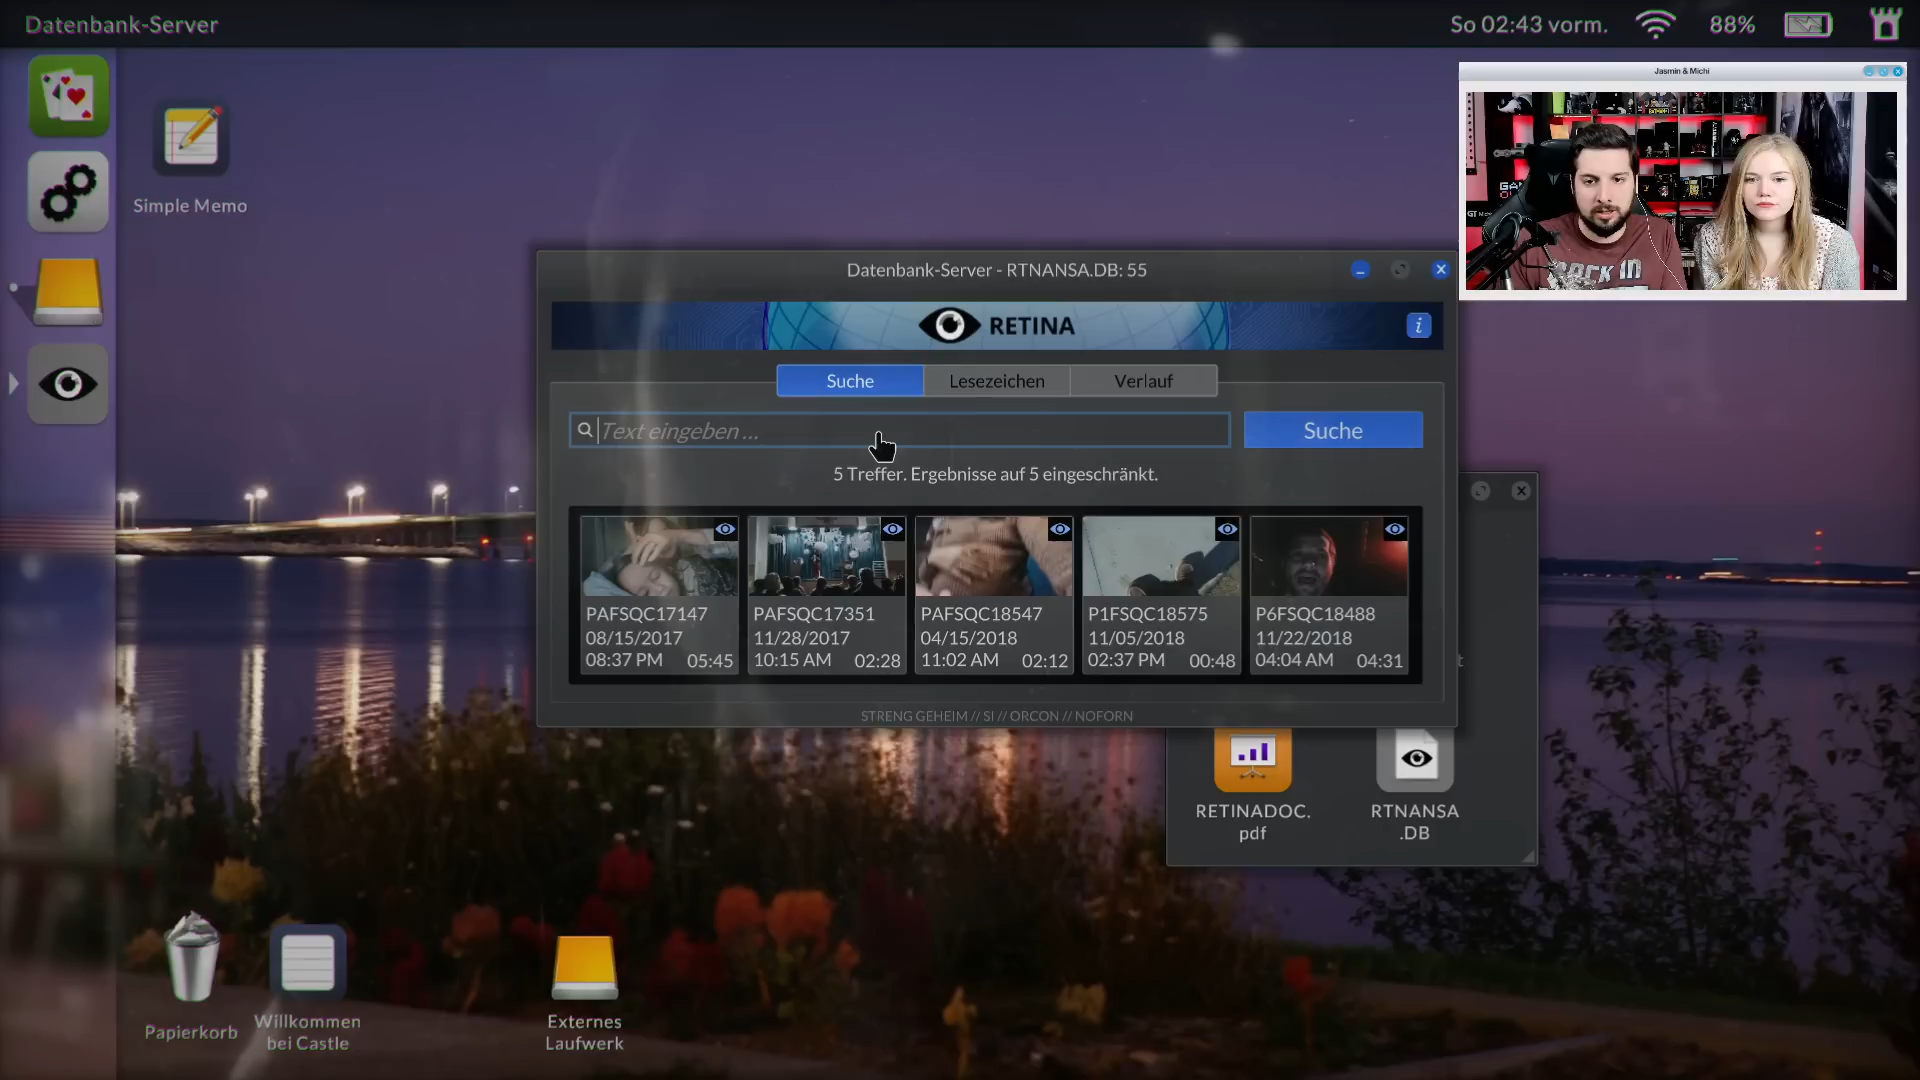 Datenbank-Server
So 02:43 vorm.
88%
Jasmin & Michi
Simple Memo
Datenbank-Server - RTNANSA.DB: 55
RETINA
i
Suche
Lesezeichen
Verlauf
Text eingeben ...
Suche
5 Treffer. Ergebnisse auf 5 eingeschränkt.
PAFSQC17147
08/15/2017
08:37 PM 05:45
PAFSQC17351
11/28/2017
10:15 AM 02:28
PAFSQC18547
04/15/2018
11:02 AM 02:12
P1FSQC18575
11/05/2018
02:37 PM 00:48
P6FSQC18488
11/22/2018
04:04 AM 04:31
STRENG GEHEIM // SI // ORCON // NOFORN
RETINADOC.
pdf
RTNANSA
.DB
Papierkorb
Willkommen
bei Castle
Externes
Laufwerk